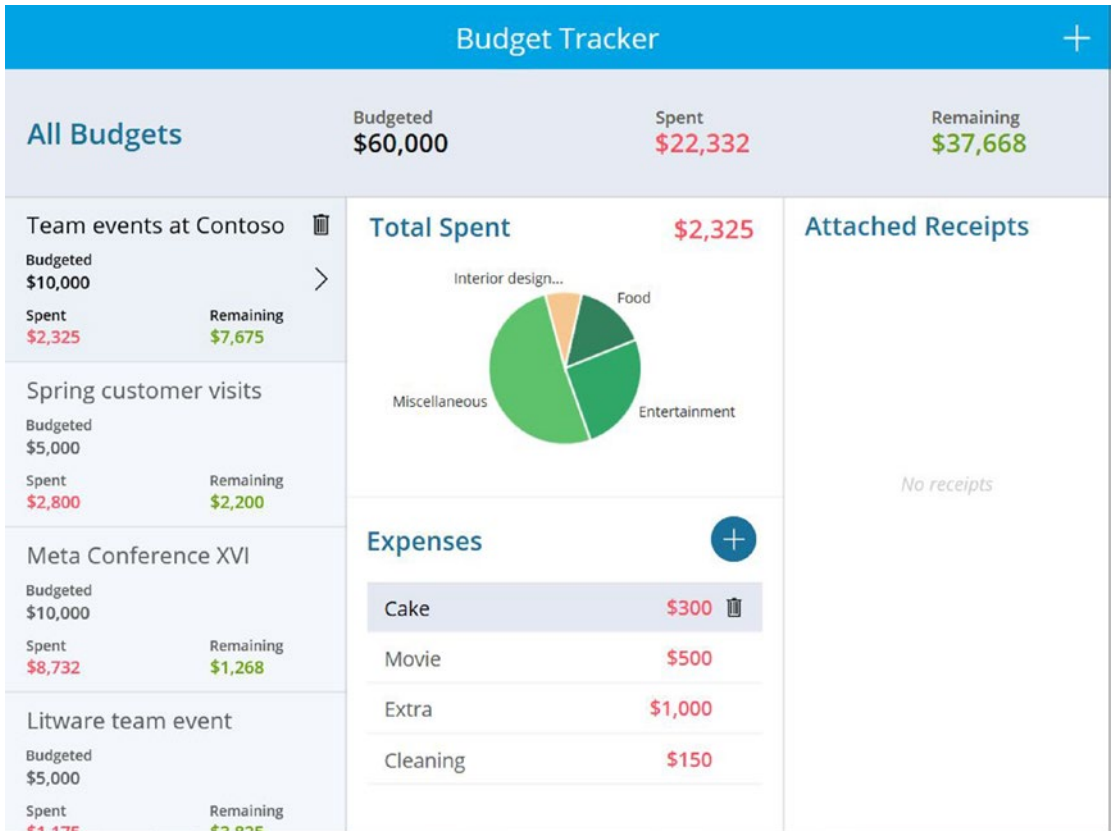 Budget Tracker
All Budgets
Budgeted
$60,000
Spent
$22,332
Remaining
$37,668
Team events at Contoso
Budgeted
$10,000
Spent Remaining
$2,325 $7,675
Spring customer visits
Budgeted
$5,000
Spent Remaining
$2,800 $2,200
Meta Conference XVI
Budgeted
$10,000
Spent Remaining
$8,732 $1,268
Litware team event
Budgeted
$5,000
Spent Remaining
Total Spent $2,325
Interior design...
Food
Miscellaneous
Entertainment
Expenses
Cake $300
Movie $500
Extra $1,000
Cleaning $150
Attached Receipts
No receipts